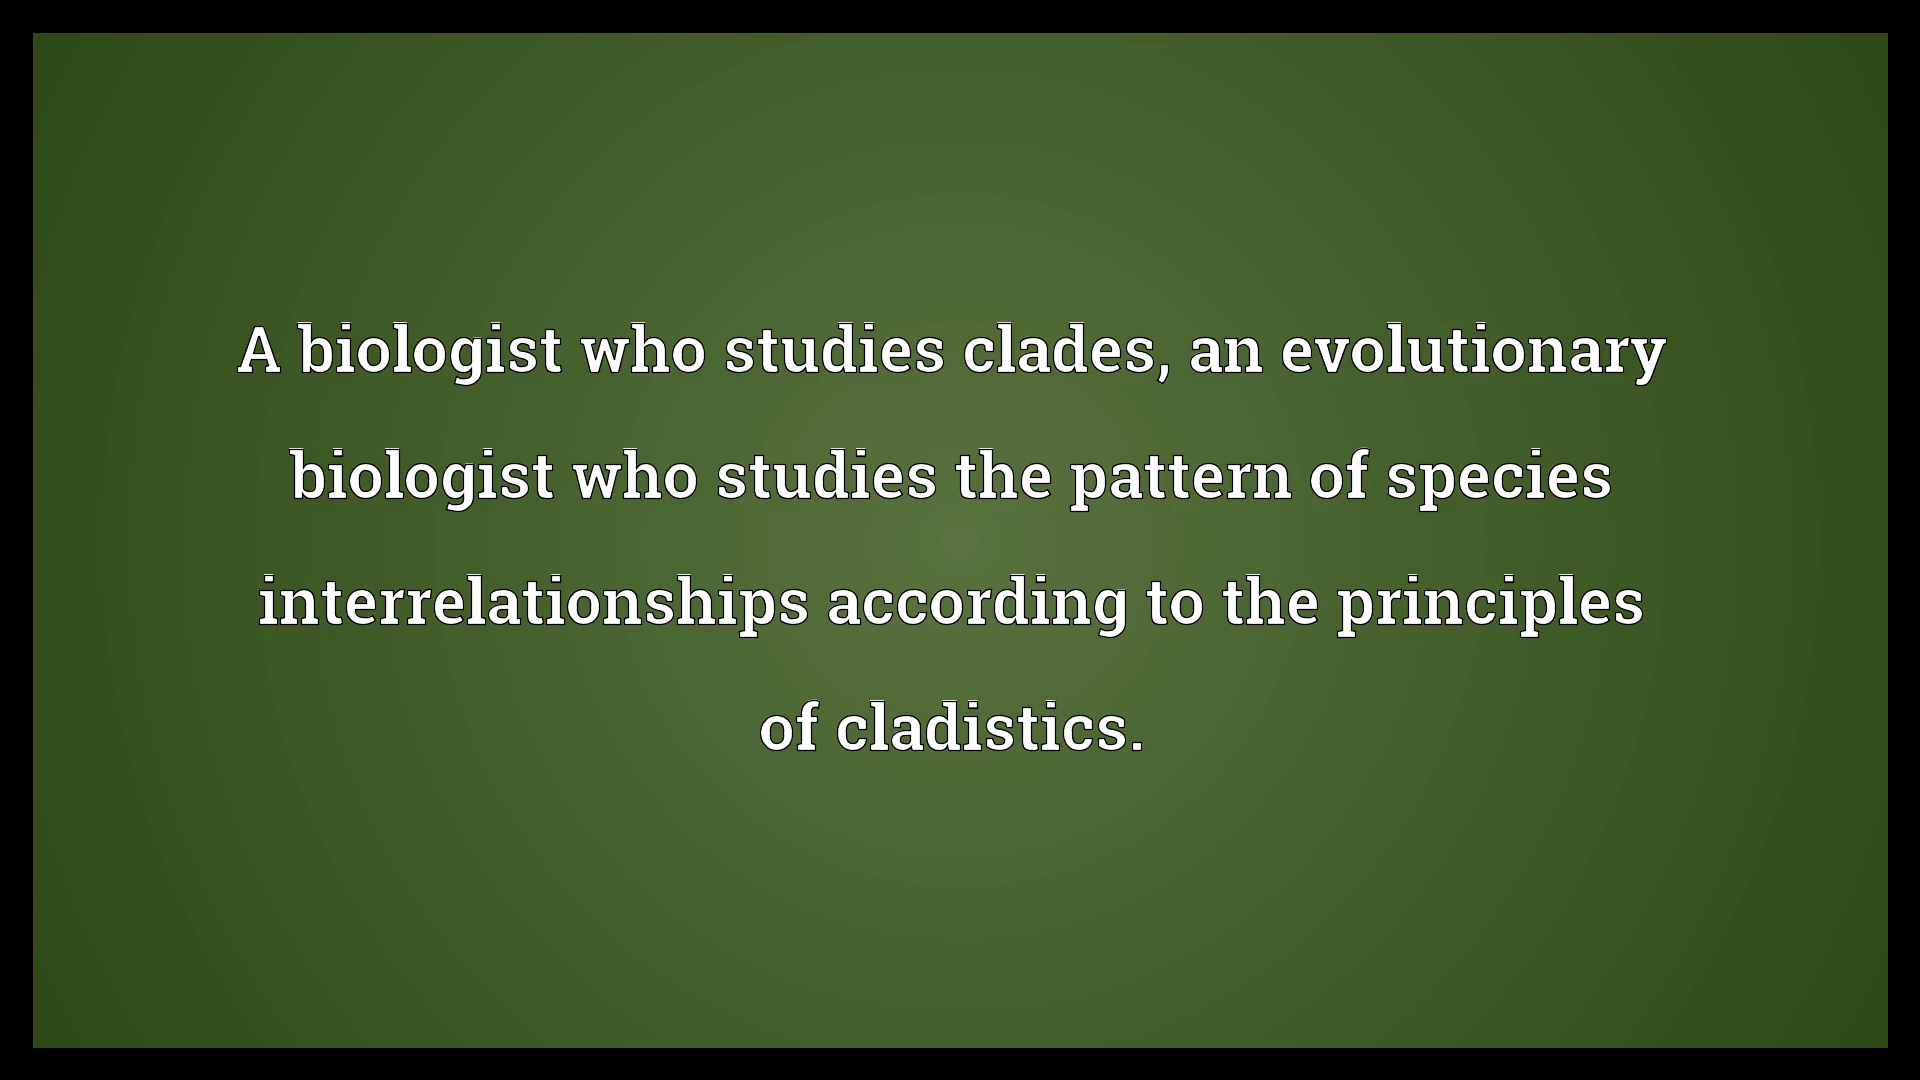 A biologist who studies clades, an evolutionary
biologist who studies the pattern of species
interrelationships according to the principles
of cladistics.